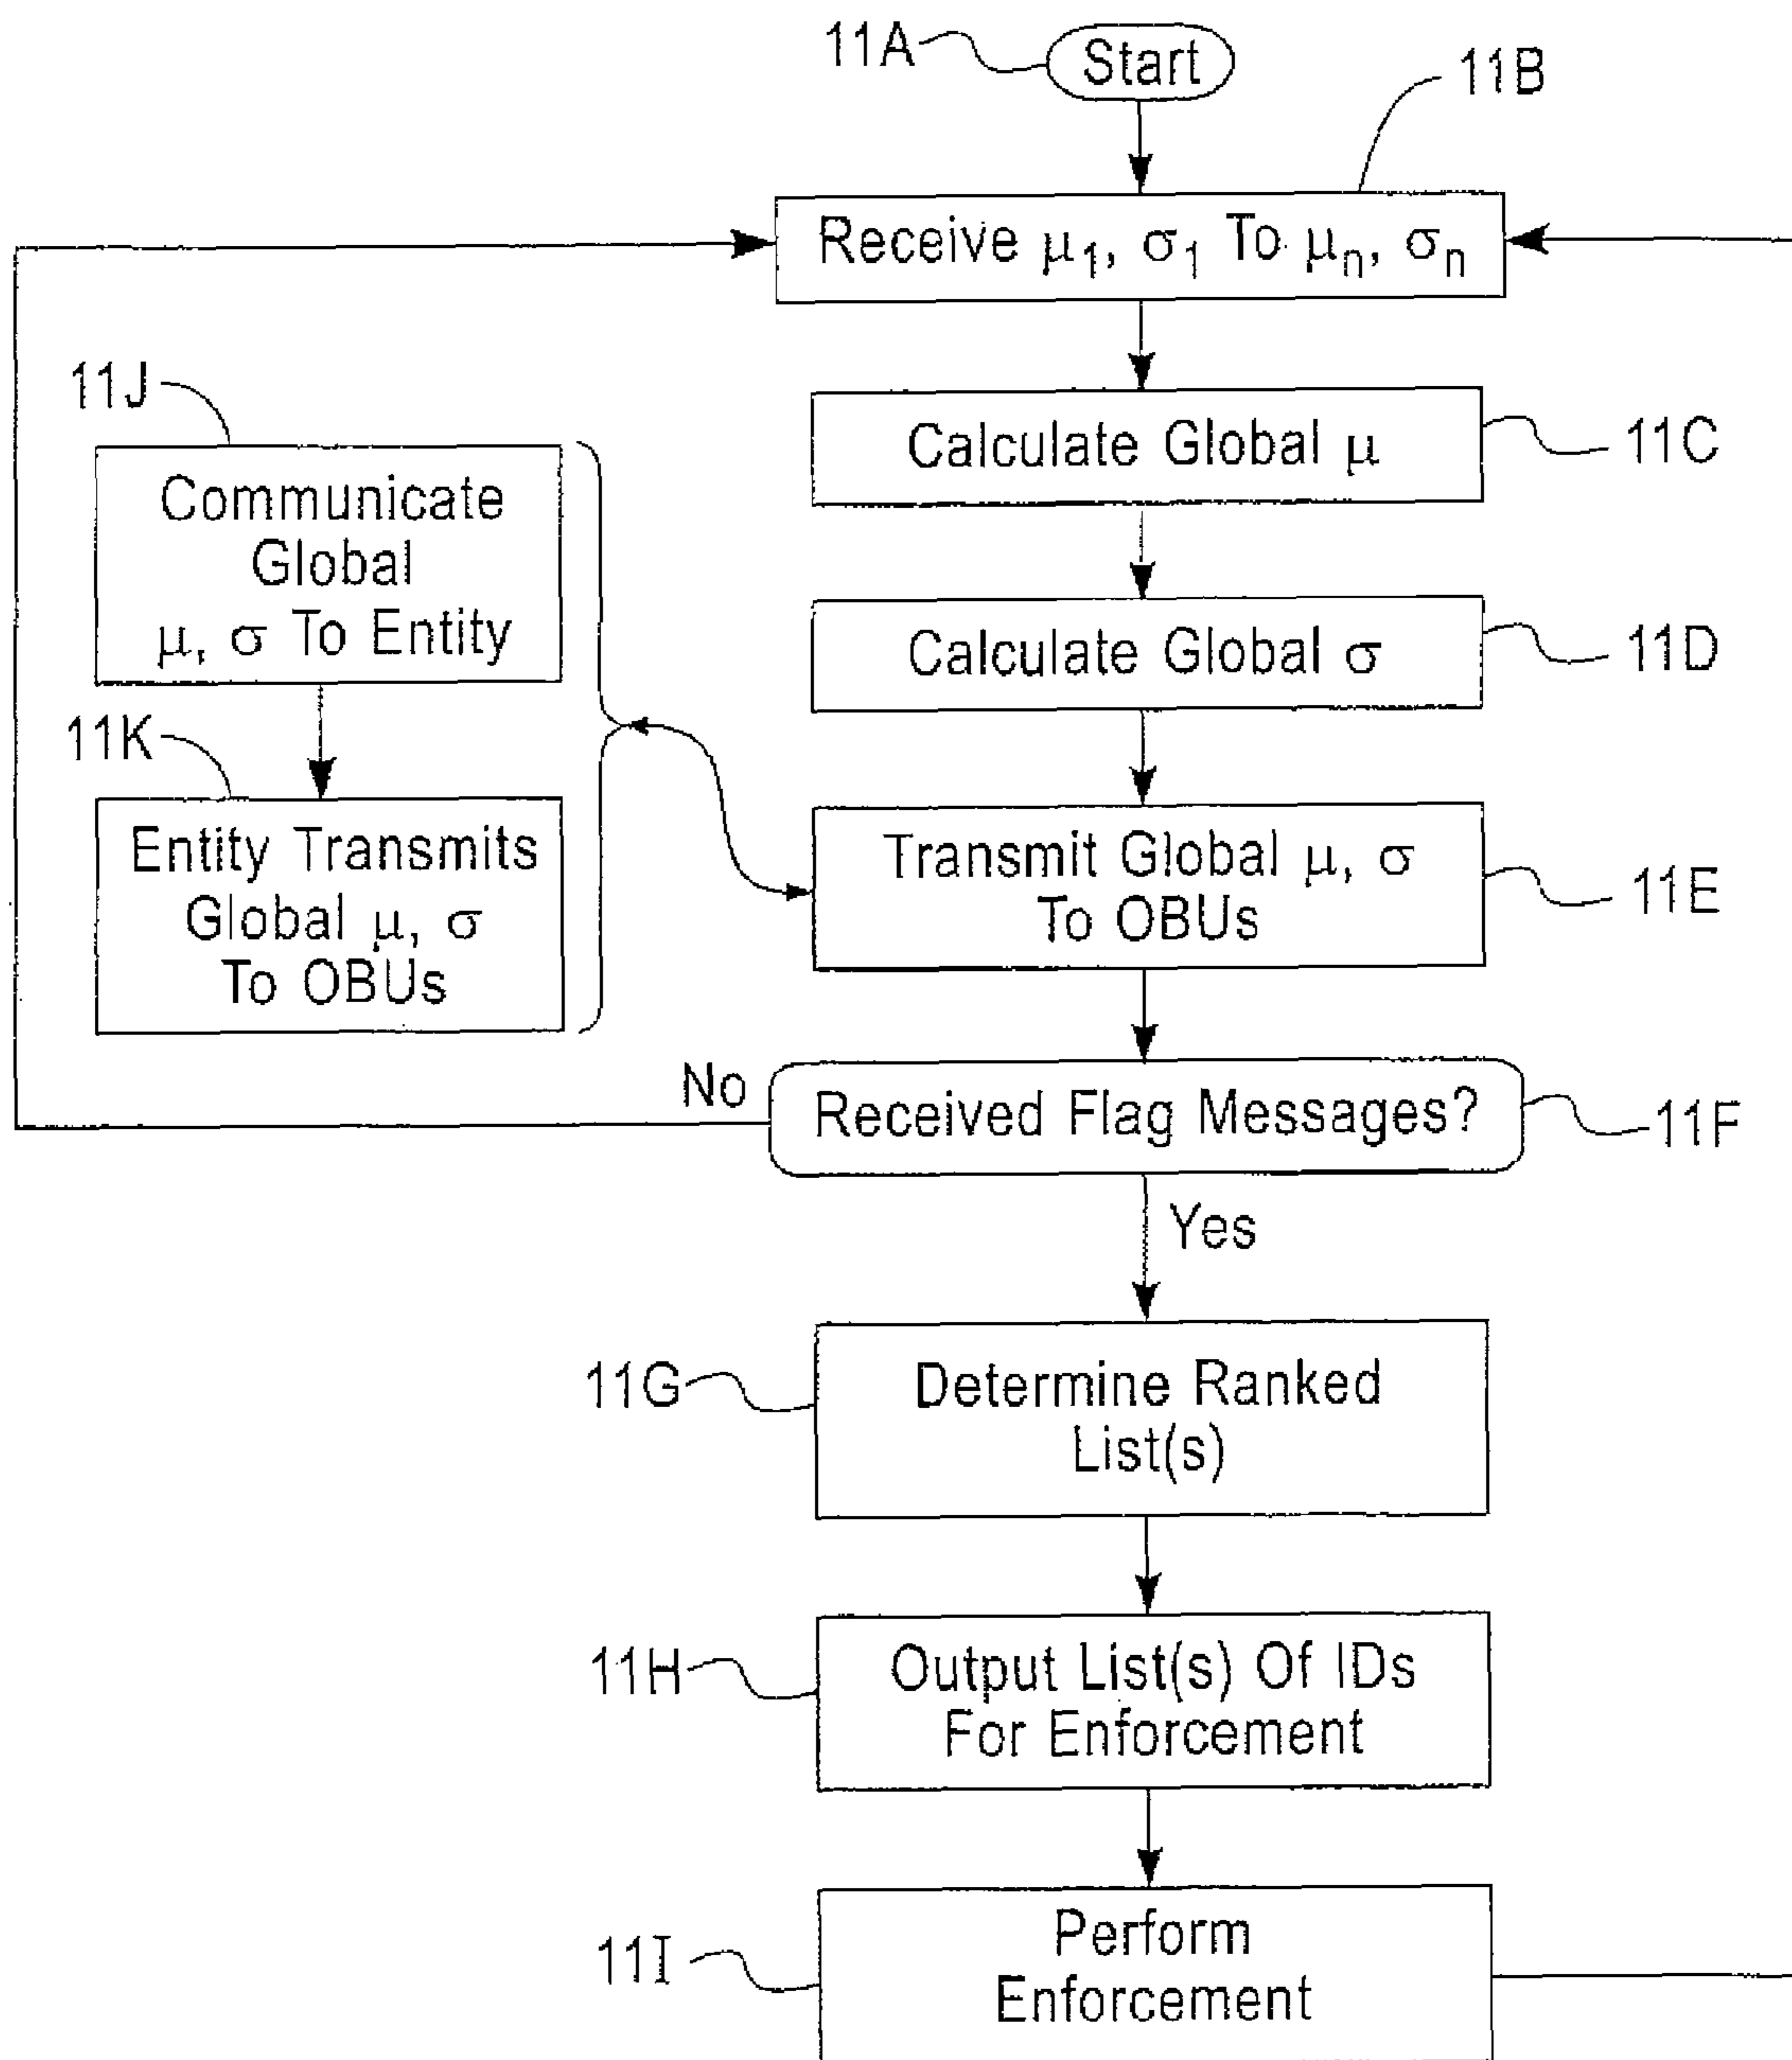 11A
Start
11B
Receive μ₁, σ₁ To μₙ, σₙ
11J
Calculate Global μ
11C
Communicate
Global
μ, σ To Entity
Calculate Global σ
11D
11K
Entity Transmits
Global μ, σ
To OBUs
Transmit Global μ, σ
To OBUs
11E
No
Received Flag Messages?
11F
Yes
11G
Determine Ranked
List(s)
11H
Output List(s) Of IDs
For Enforcement
11I
Perform
Enforcement